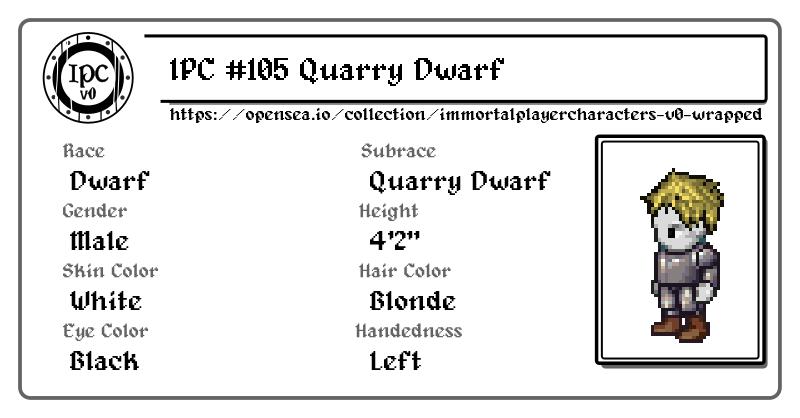 IPC
v0
IPC #105 Quarry Dwarf
https://opensea.io/collection/immortalplayercharacters-v0-wrapped
Race
Subrace
Dwarf
Quarry Dwarf
Gender
Height
Male
4'2"
Skin Color
Hair Color
White
Blonde
Eye Color
Handedness
Black
Left